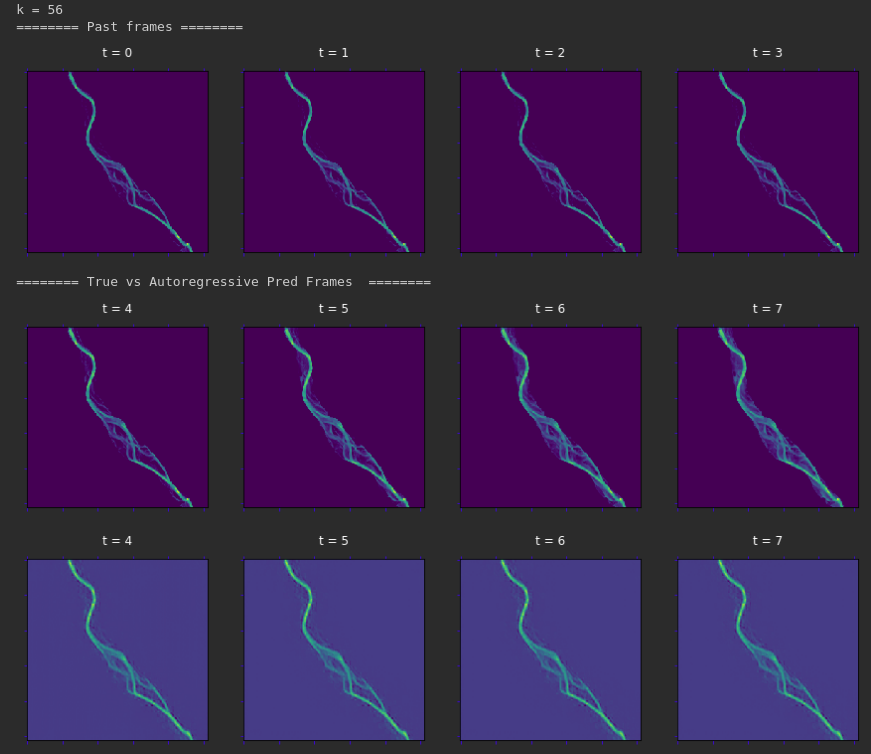 k = 56
======== Past frames ========
t = 0 t = 1 t = 2 t = 3
======== True vs Autoregressive Pred Frames  ========
t = 4 t = 5 t = 6 t = 7
t = 4 t = 5 t = 6 t = 7